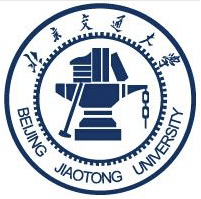 北京交通大学
BEIJING JIAOTONG UNIVERSITY